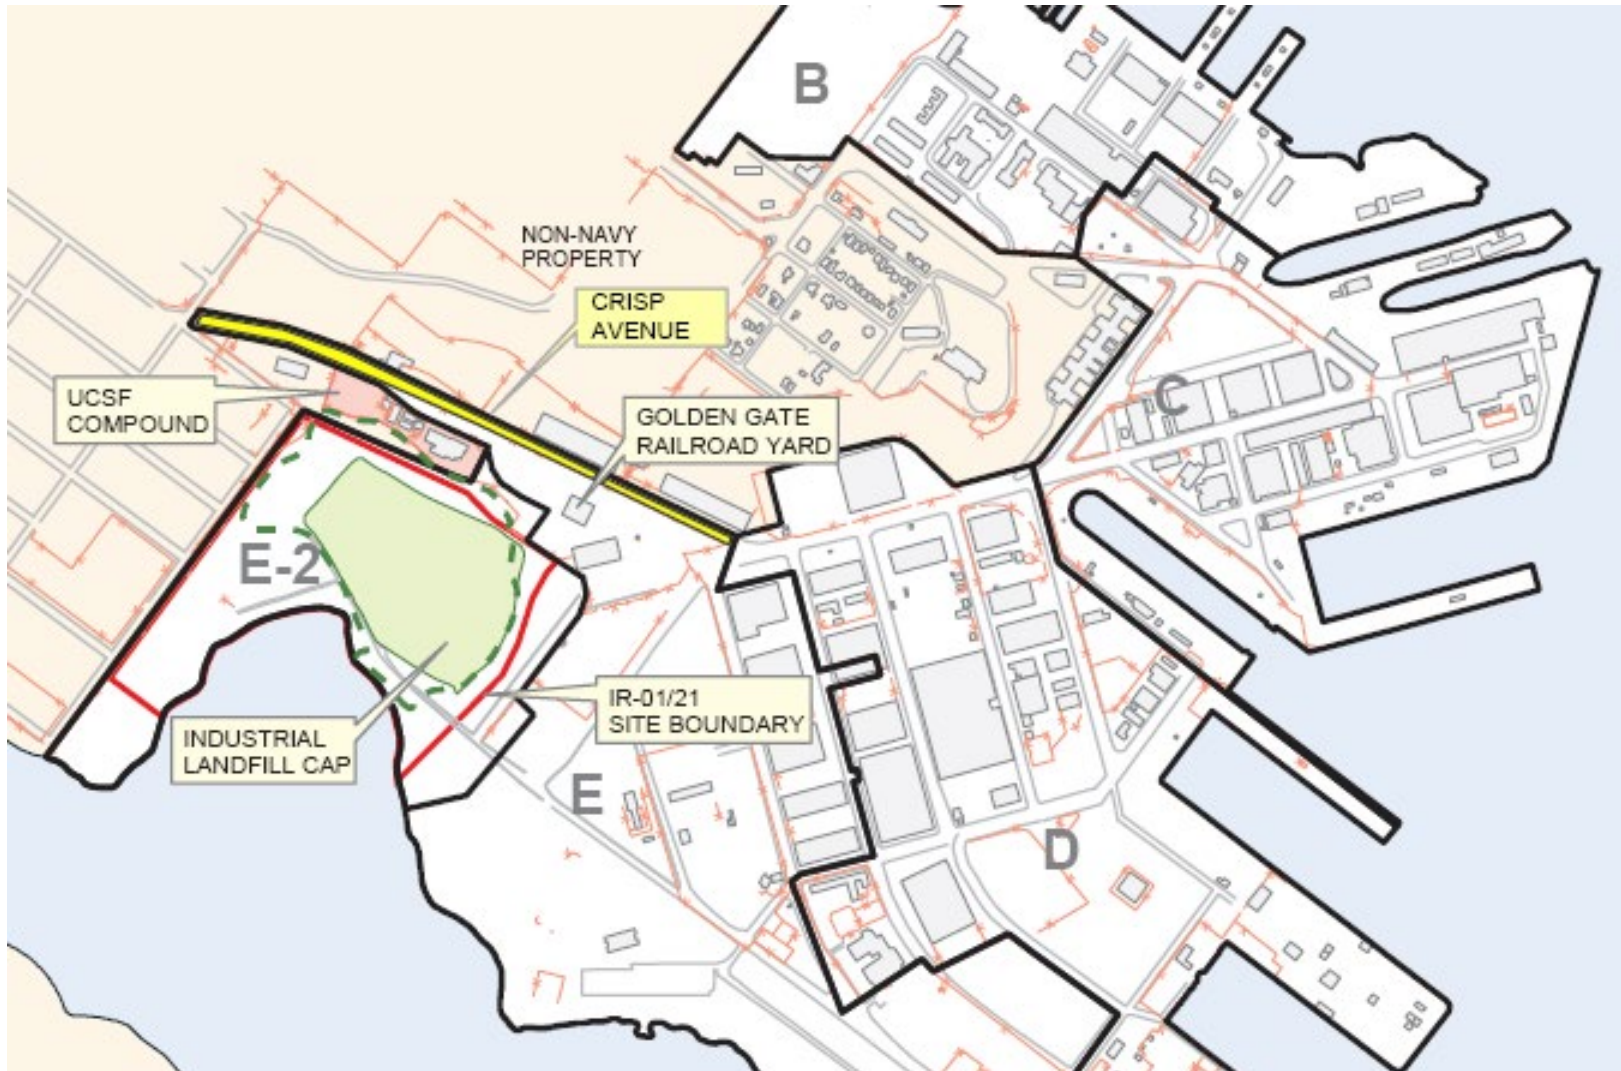 B
NON-NAVY
PROPERTY
CRISP
AVENUE
UCSF
COMPOUND
GOLDEN GATE
RAILROAD YARD
C
E-2
IR-01/21
SITE BOUNDARY
INDUSTRIAL
LANDFILL CAP
E
D